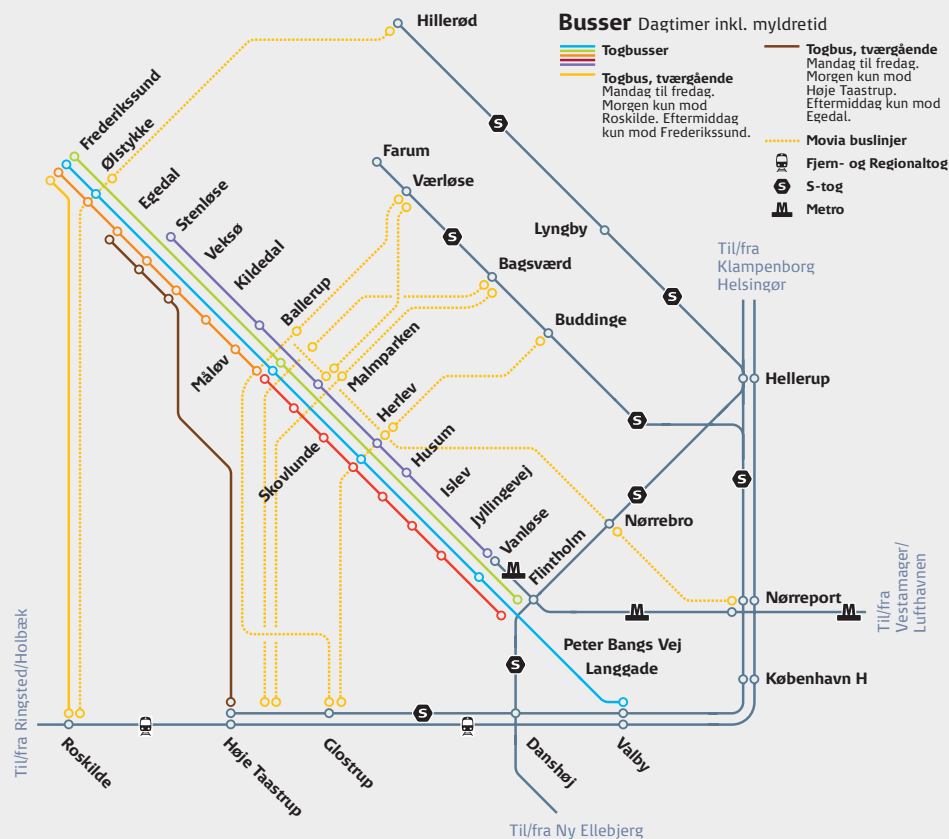 Busser Dagtimer inkl. myldretid
Togbusser
Togbus, tværgående
Mandag til fredag.
Morgen kun mod
Roskilde. Eftermiddag
kun mod Frederikssund.
Togbus, tværgående
Mandag til fredag.
Morgen kun mod
Høje Taastrup.
Eftermiddag kun mod
Egedal.
Movia buslinjer
Fjern- og Regionaltog
S
S-tog
M
Metro
Hillerød
Frederikssund
Ølstykke
Egedal
Stenløse
Veksø
Kildedal
Ballerup
Måløv
Malmparken
Skovlunde
Herlev
Husum
Islev
Jyllingevej
Vanløse
Flintholm
Farum
Værløse
Bagsværd
Buddinge
Lyngby
Til/fra
Klampenborg
Helsingør
Hellerup
Nørrebro
Nørreport
Til/fra
Vestamager/
Lufthavnen
København H
Peter Bangs Vej
Langgade
S
S
S
S
S
S
S
S
M
M
M
Til/fra Ringsted/Holbæk
Roskilde
Høje Taastrup
Glostrup
Danshøj
Valby
Til/fra Ny Ellebjerg